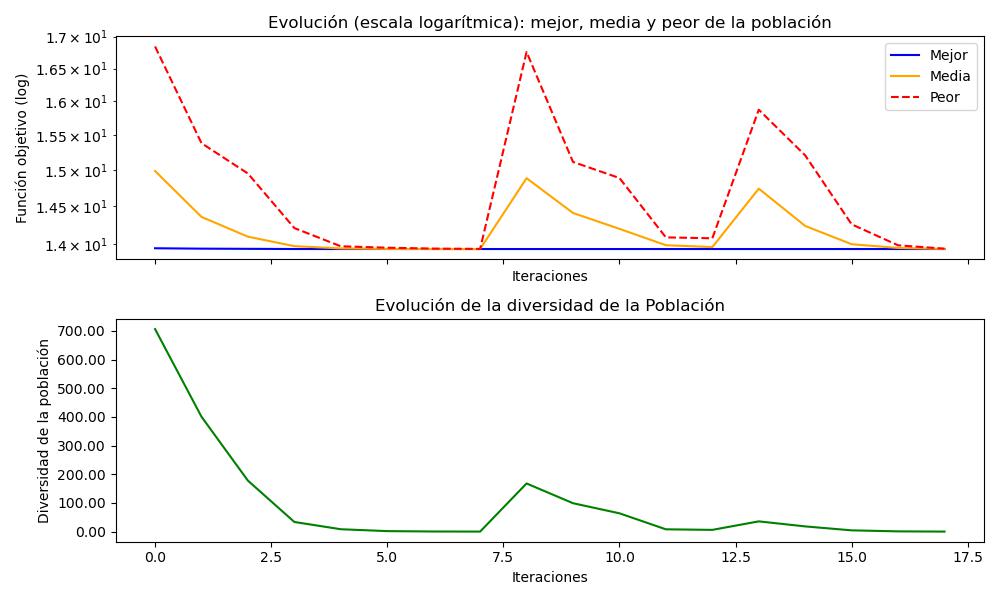 Evolución (escala logarítmica): mejor, media y peor de la población
Función objetivo (log)
1.7 × 10¹
1.65 × 10¹
1.6 × 10¹
1.55 × 10¹
1.5 × 10¹
1.45 × 10¹
1.4 × 10¹
Mejor
Media
Peor
Iteraciones
Evolución de la diversidad de la Población
Diversidad de la población
700.00
600.00
500.00
400.00
300.00
200.00
100.00
0.00
0.0 2.5 5.0 7.5 10.0 12.5 15.0 17.5
Iteraciones